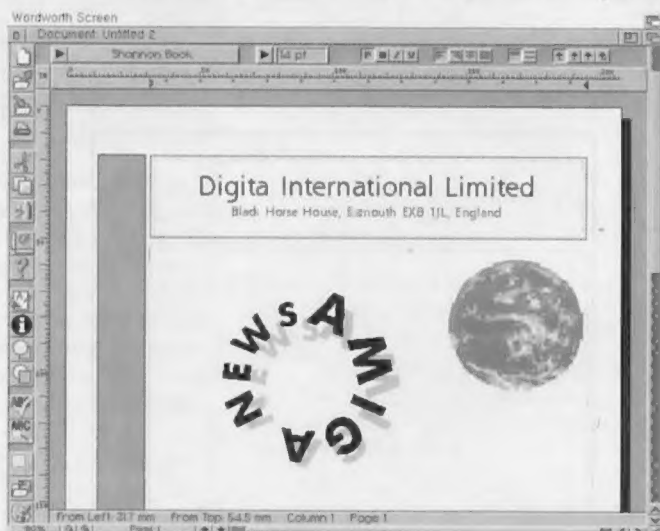 Wordworth Screen
Document: Untitled 2
Shannon Book
14 pt
Digita International Limited
Black Horse House, Exmouth EX8 1JL, England
AMIGA NEWS
ABC
From Left: 31.7 mm From Top: 54.5 mm Column 1 Page 1